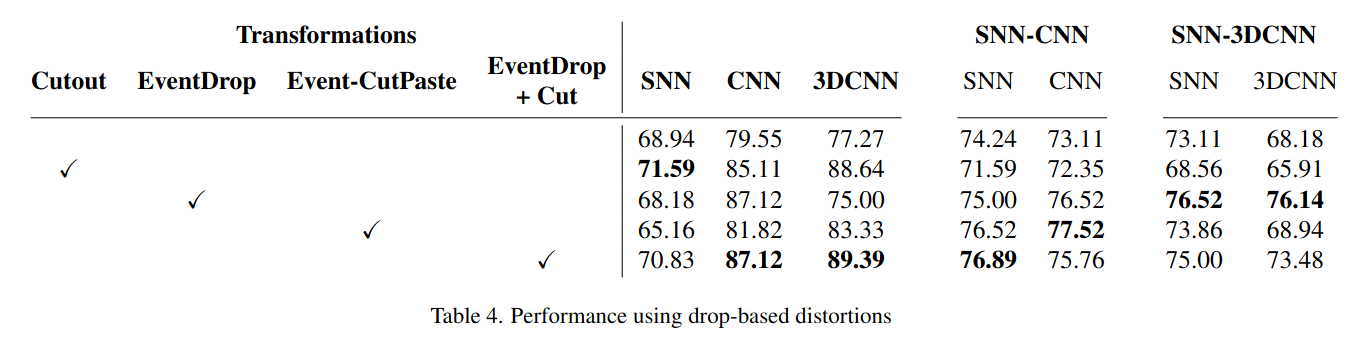 Transformations SNN-CNN SNN-3DCNN
Cutout EventDrop Event-CutPaste EventDrop + Cut SNN CNN 3DCNN SNN CNN SNN 3DCNN
68.94 79.55 77.27 74.24 73.11 73.11 68.18
✓ 71.59 85.11 88.64 71.59 72.35 68.56 65.91
✓ 68.18 87.12 75.00 75.00 76.52 76.52 76.14
✓ 65.16 81.82 83.33 76.52 77.52 73.86 68.94
✓ 70.83 87.12 89.39 76.89 75.76 75.00 73.48
Table 4. Performance using drop-based distortions